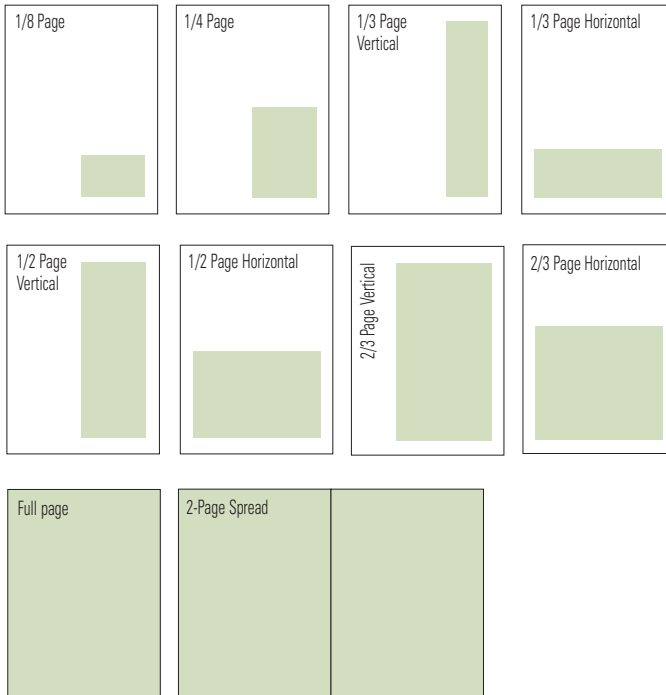 1/8 Page
1/4 Page
1/3 Page
Vertical
1/3 Page Horizontal
1/2 Page
Vertical
1/2 Page Horizontal
2/3 Page Vertical
2/3 Page Horizontal
Full page
2-Page Spread